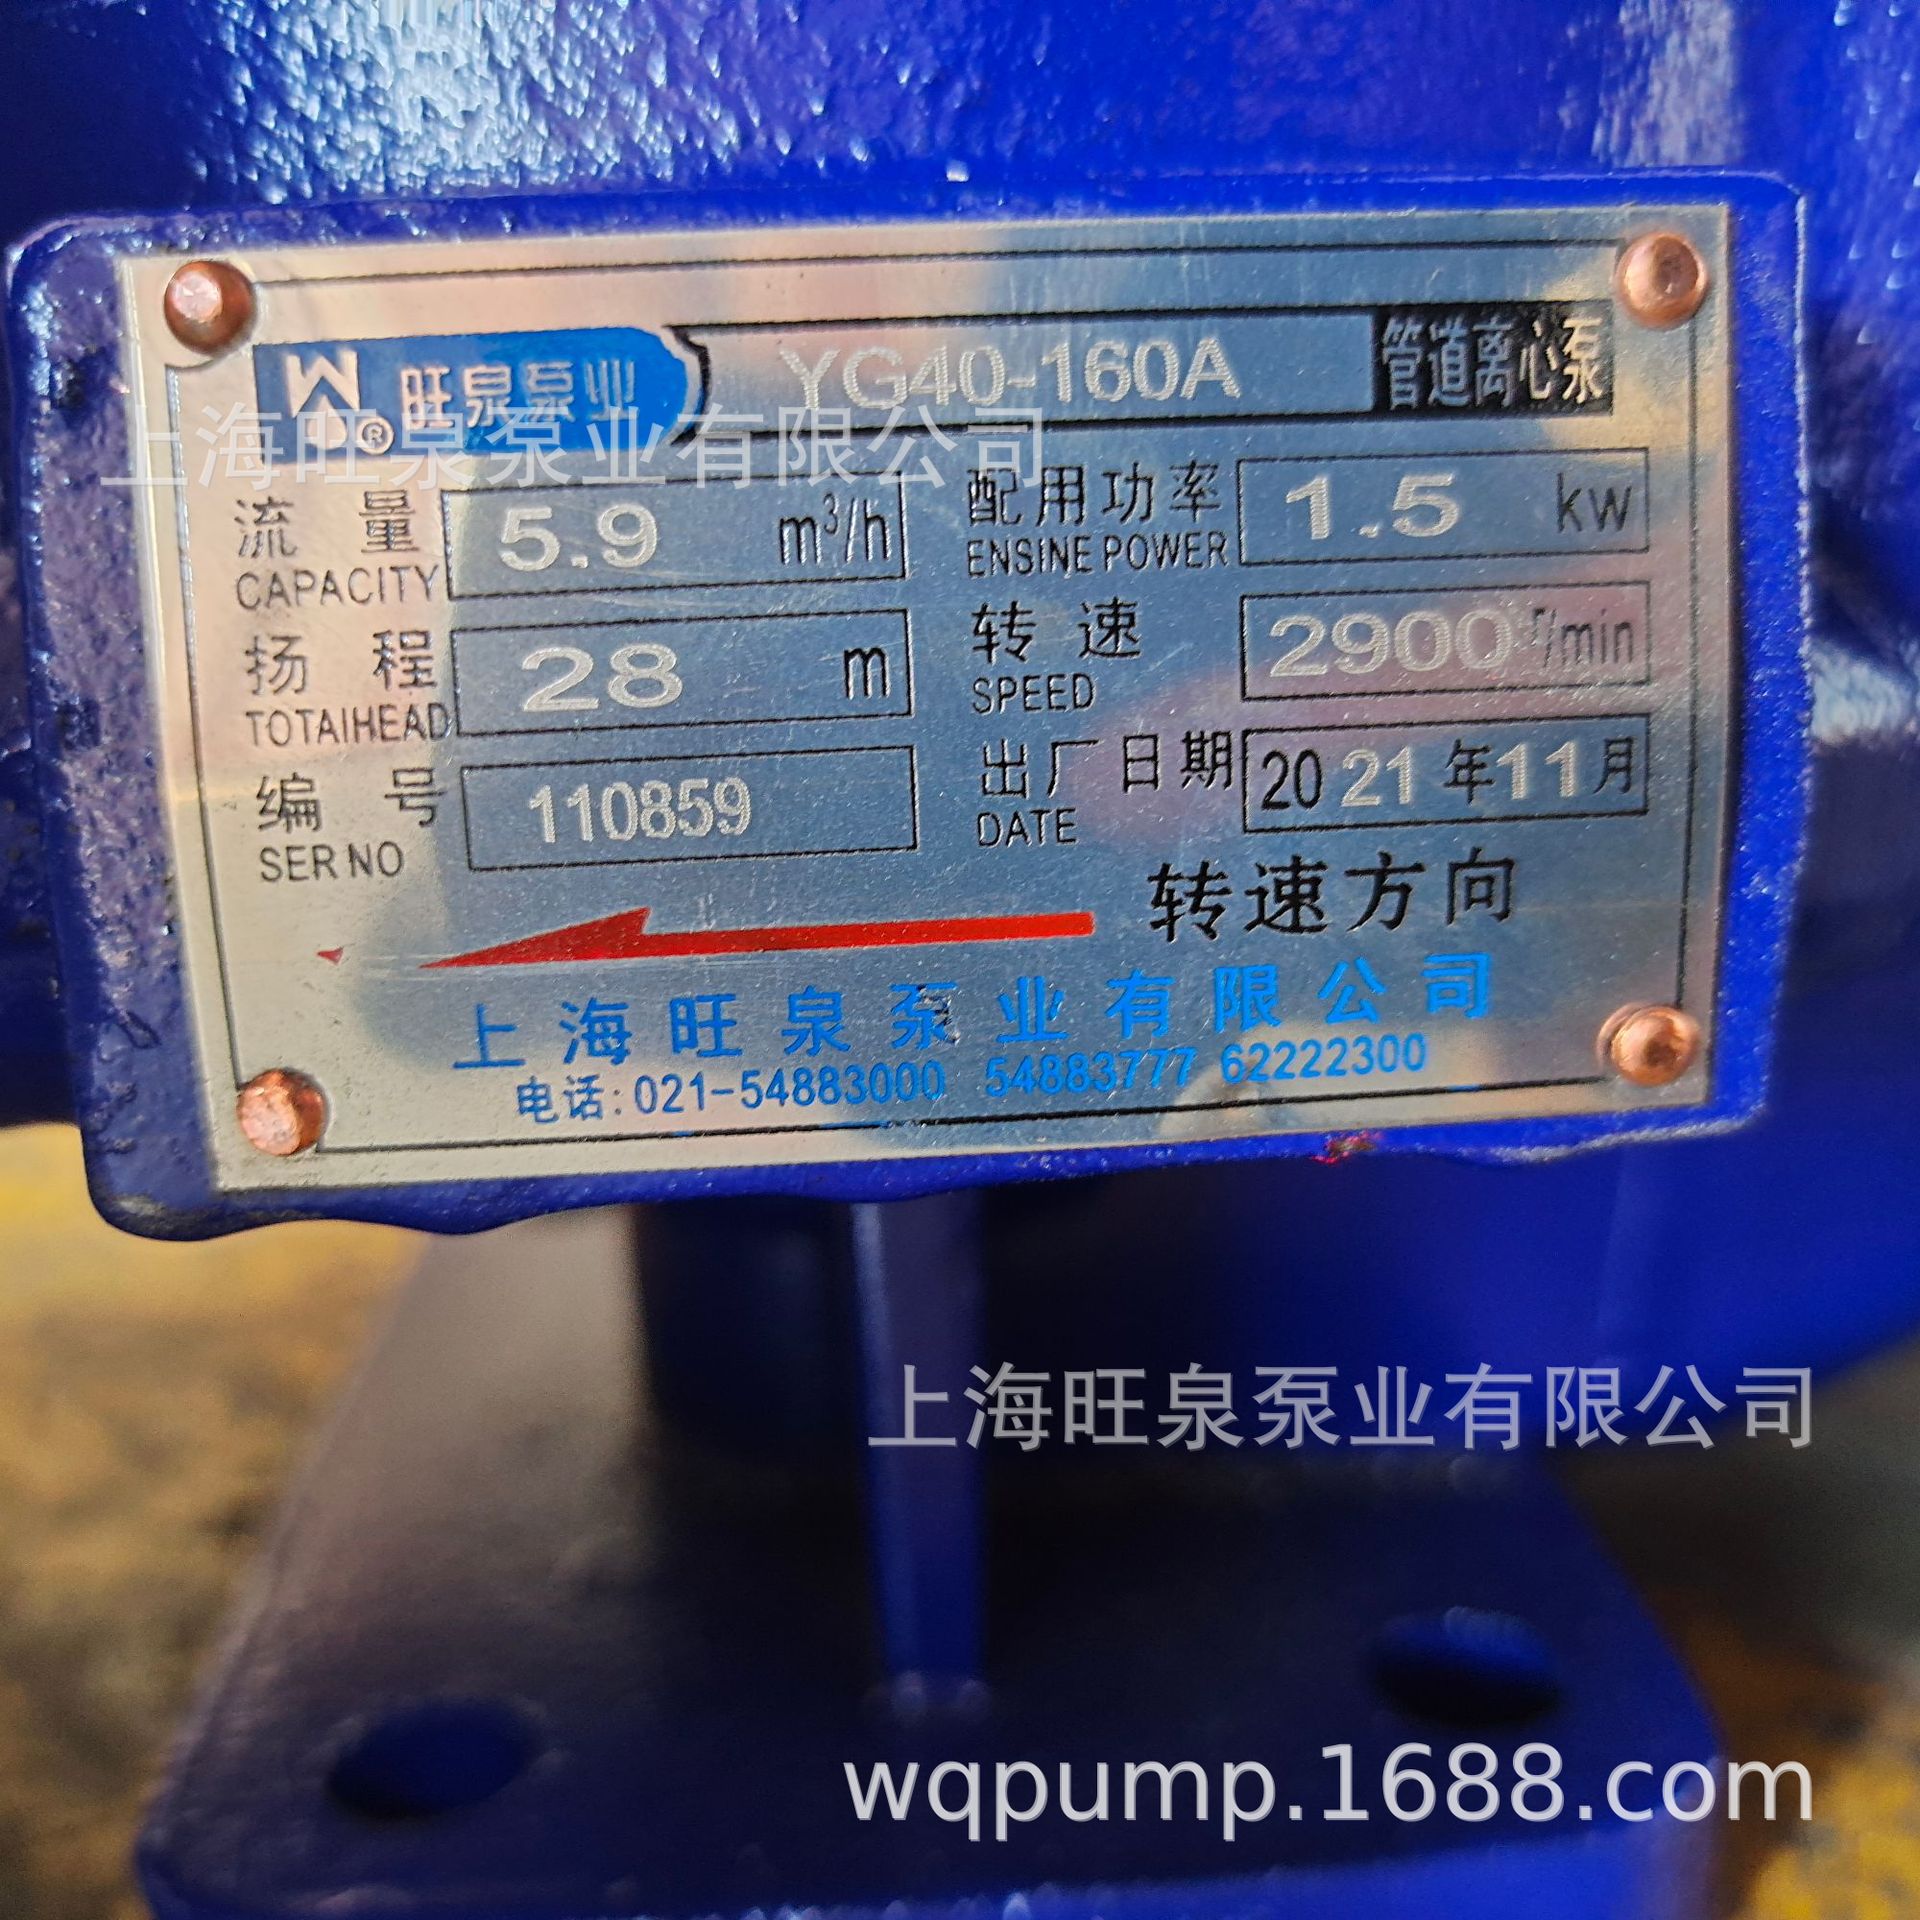 旺泉泵业 YG40-160A 管道离心泵
上海旺泉泵业有限公司
流量 5.9 m³/h 配用功率 1.5 kw
CAPACITY ENSINE POWER
扬程 28 m 转速 2900 r/min
TOTAIHEAD SPEED
编号 110859 出厂日期 2021年11月
SER NO DATE
转速方向
上海旺泉泵业有限公司
电话:021-54883000 54883777 62222300
上海旺泉泵业有限公司
wqpump.1688.com